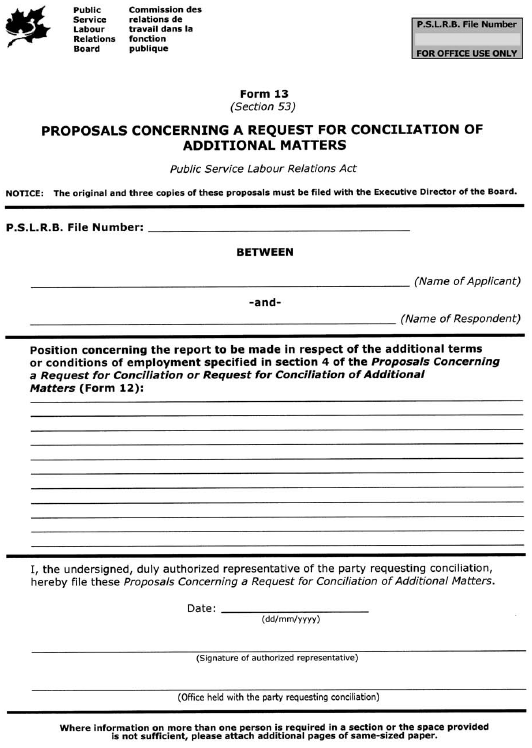 Public
Service
Labour
Relations
Board
Commission des
relations de
travail dans la
fonction
publique
P.S.L.R.B. File Number
FOR OFFICE USE ONLY
Form 13
(Section 53)
PROPOSALS CONCERNING A REQUEST FOR CONCILIATION OF
ADDITIONAL MATTERS
Public Service Labour Relations Act
NOTICE: The original and three copies of these proposals must be filed with the Executive Director of the Board.
P.S.L.R.B. File Number:
BETWEEN
(Name of Applicant)
-and-
(Name of Respondent)
Position concerning the report to be made in respect of the additional terms
or conditions of employment specified in section 4 of the Proposals Concerning
a Request for Conciliation or Request for Conciliation of Additional
Matters (Form 12):
I, the undersigned, duly authorized representative of the party requesting conciliation,
hereby file these Proposals Concerning a Request for Conciliation of Additional Matters.
Date:
(dd/mm/yyyy)
(Signature of authorized representative)
(Office held with the party requesting conciliation)
Where information on more than one person is required in a section or the space provided
is not sufficient, please attach additional pages of same-sized paper.